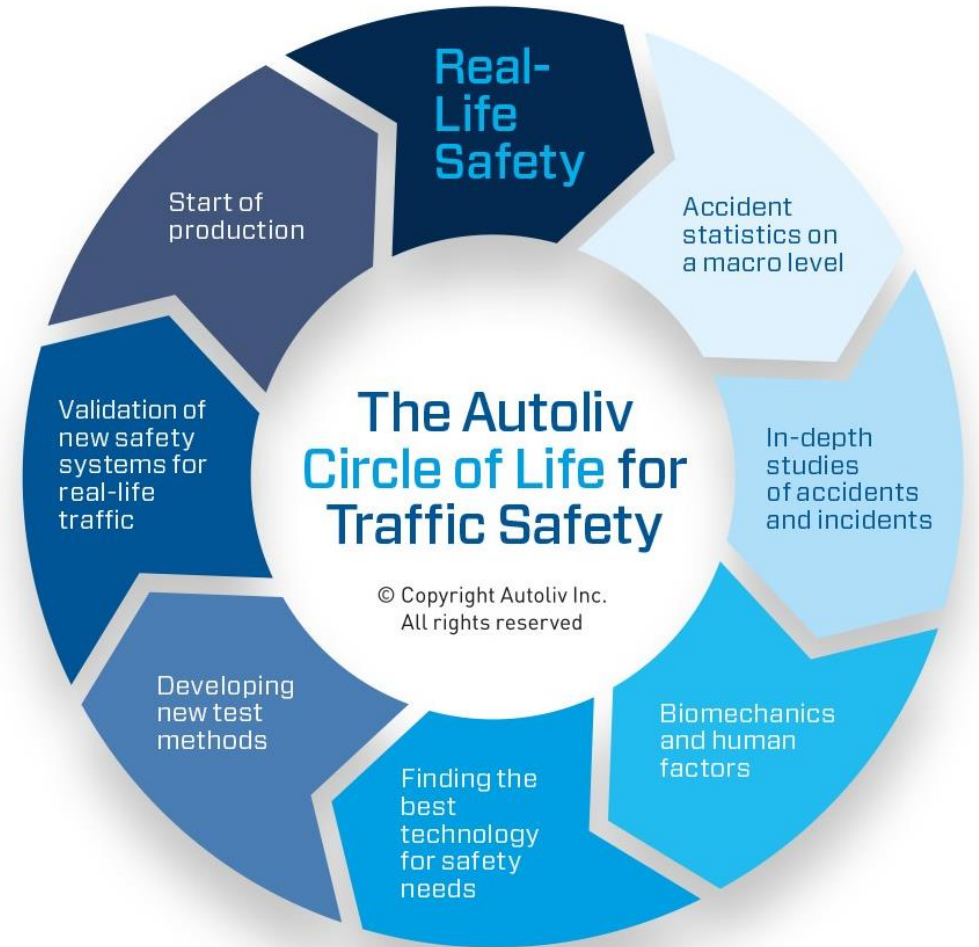 Real-
Life
Safety
Accident
statistics on
a macro level
In-depth
studies
of accidents
and incidents
Biomechanics
and human
factors
Finding the
best
technology
for safety
needs
Developing
new test
methods
Validation of
new safety
systems for
real-life
traffic
Start of
production
The Autoliv
Circle of Life for
Traffic Safety
© Copyright Autoliv Inc.
All rights reserved